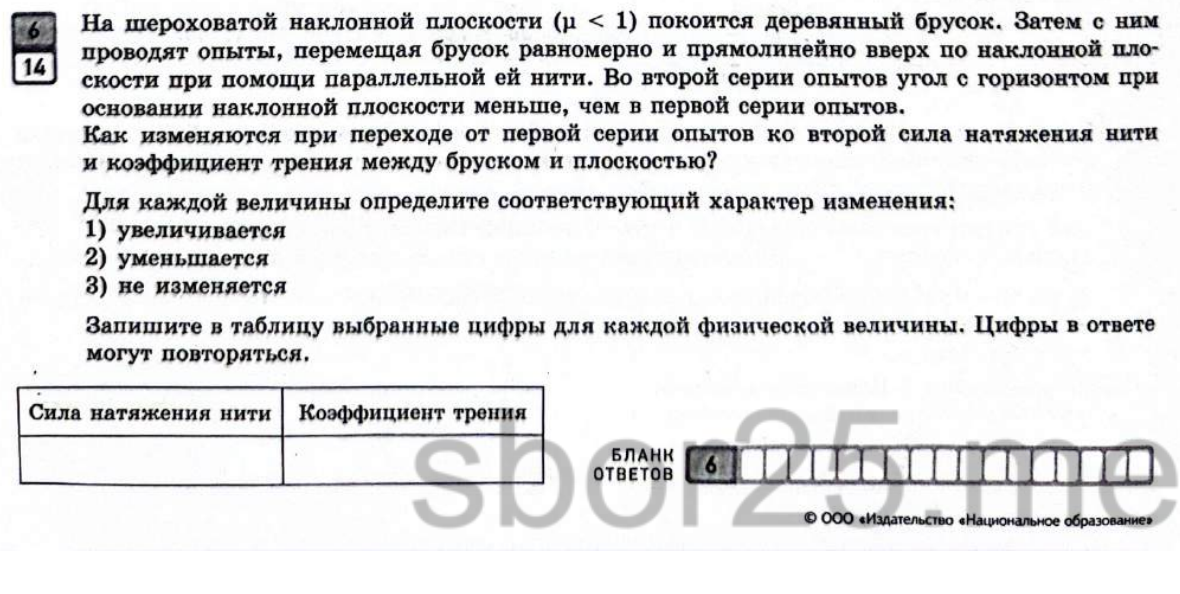 6
14
На шероховатой наклонной плоскости (μ < 1) покоится деревянный брусок. Затем с ним
проводят опыты, перемещая брусок равномерно и прямолинейно вверх по наклонной пло-
скости при помощи параллельной ей нити. Во второй серии опытов угол с горизонтом при
основании наклонной плоскости меньше, чем в первой серии опытов.
Как изменяются при переходе от первой серии опытов ко второй сила натяжения нити
и коэффициент трения между бруском и плоскостью?
Для каждой величины определите соответствующий характер изменения:
1) увеличивается
2) уменьшается
3) не изменяется
Запишите в таблицу выбранные цифры для каждой физической величины. Цифры в ответе
могут повторяться.
Сила натяжения нити Коэффициент трения
БЛАНК
ОТВЕТОВ 6
sbor25.me
© ООО «Издательство «Национальное образование»